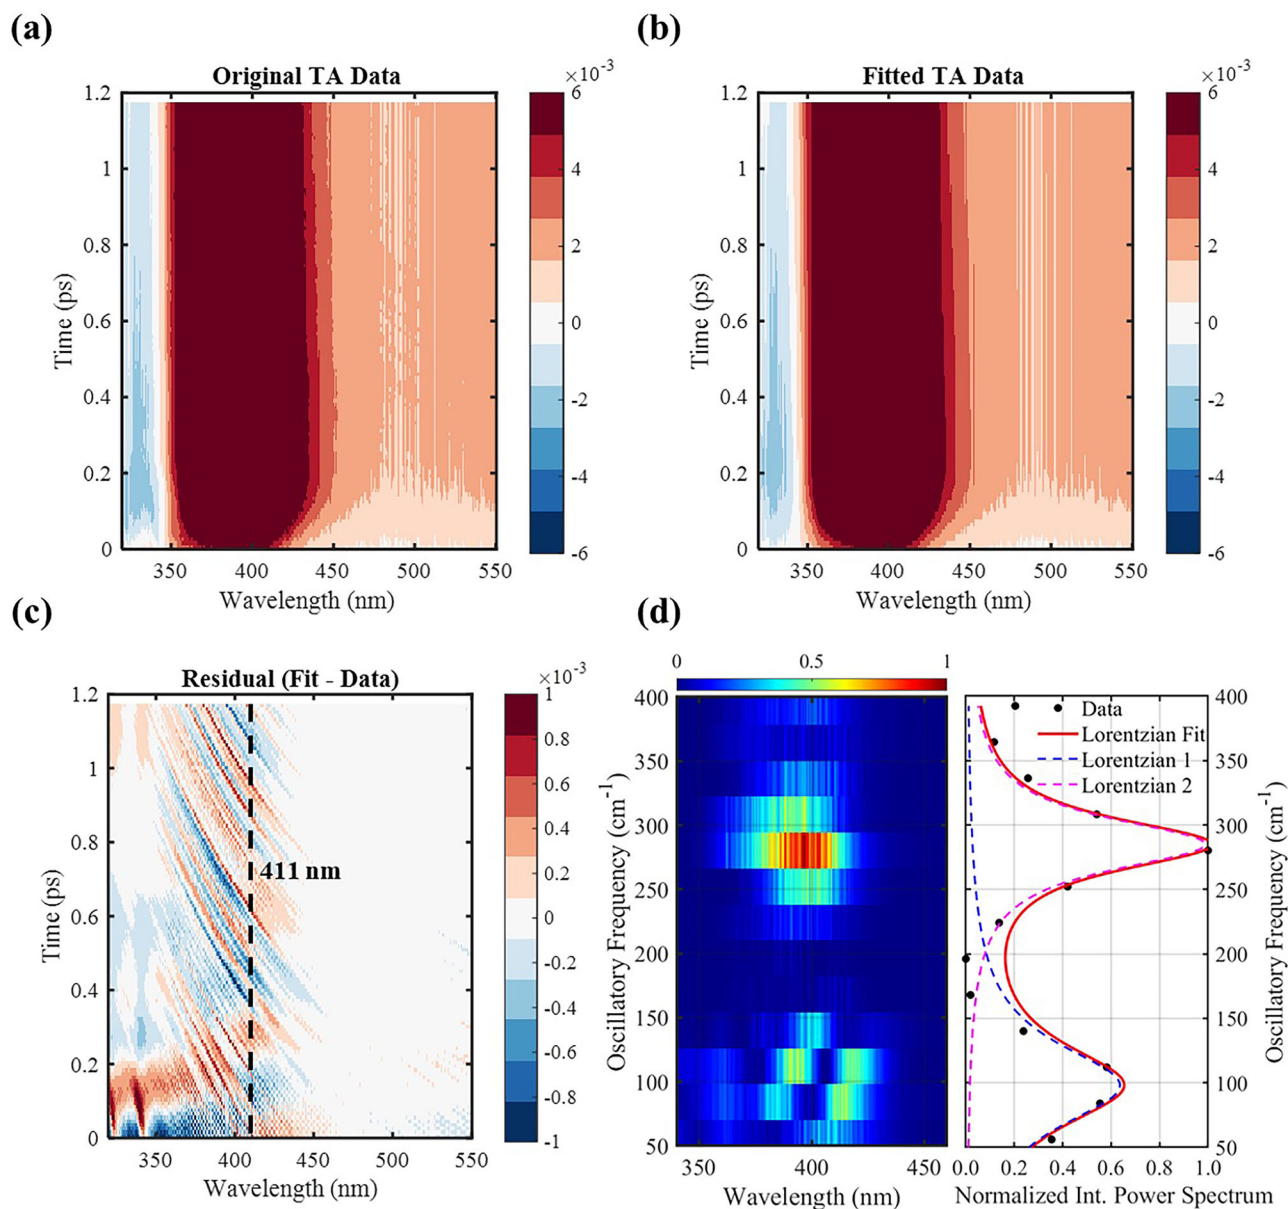 (a)
Original TA Data
×10⁻³
1.2
1
0.8
0.6
0.4
0.2
0
Time (ps)
350 400 450 500 550
Wavelength (nm)
6
4
2
0
-2
-4
-6
(b)
Fitted TA Data
×10⁻³
1.2
1
0.8
0.6
0.4
0.2
0
Time (ps)
350 400 450 500 550
Wavelength (nm)
6
4
2
0
-2
-4
-6
(c)
Residual (Fit - Data)
×10⁻³
1.2
1
0.8
0.6
0.4
0.2
0
Time (ps)
411 nm
350 400 450 500 550
Wavelength (nm)
1
0.8
0.6
0.4
0.2
0
-0.2
-0.4
-0.6
-0.8
-1
(d)
0 0.5 1
400
350
300
250
200
150
100
50
Oscillatory Frequency (cm⁻¹)
350 400 450
Wavelength (nm)
Data
Lorentzian Fit
Lorentzian 1
Lorentzian 2
400
350
300
250
200
150
100
50
Oscillatory Frequency (cm⁻¹)
0.0 0.2 0.4 0.6 0.8 1.0
Normalized Int. Power Spectrum